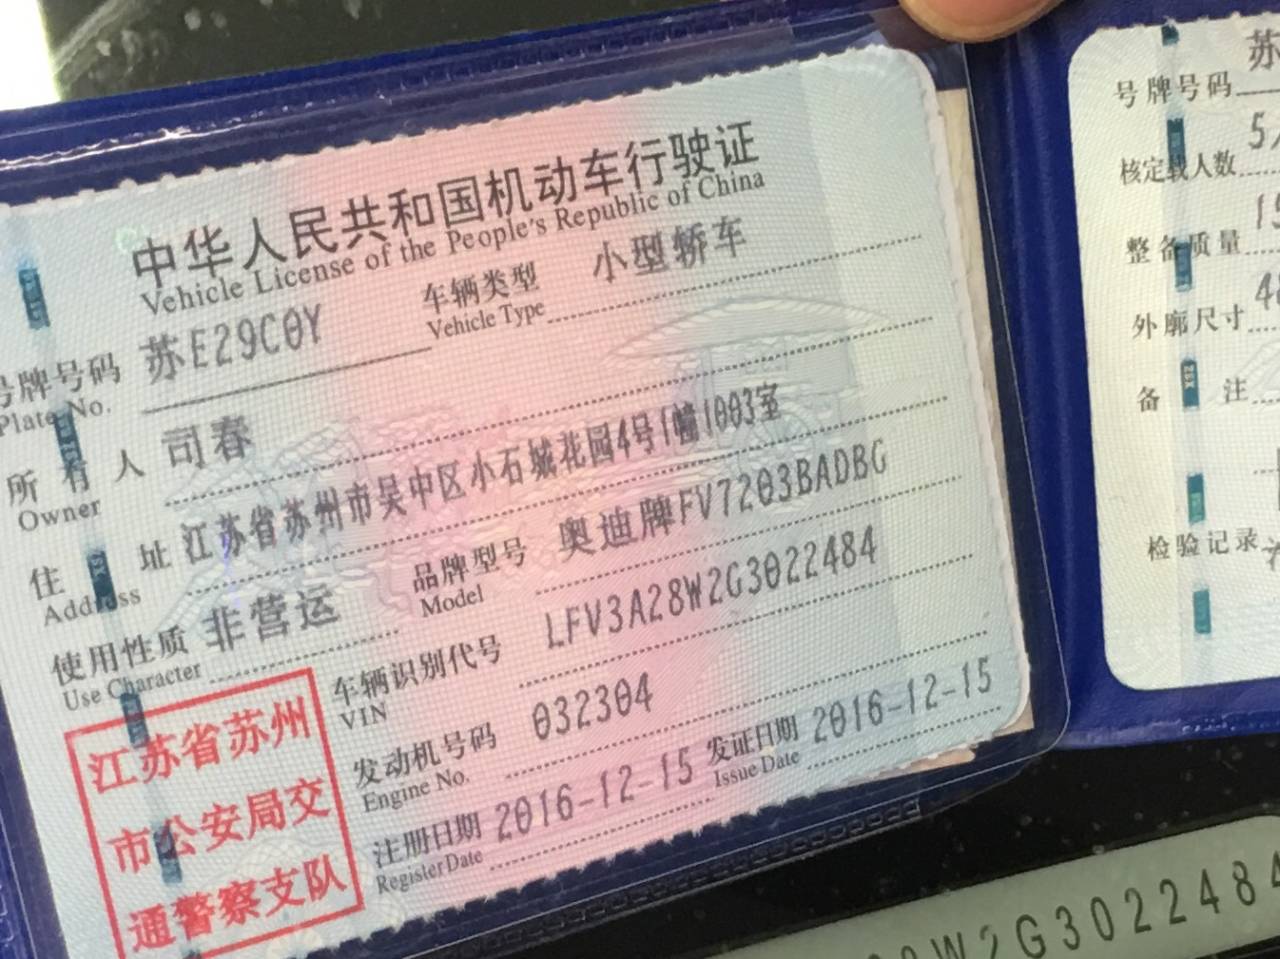 中华人民共和国机动车行驶证
Vehicle License of the People's Republic of China
号牌号码 苏E29C0Y 车辆类型 小型轿车
Plate No. Vehicle Type
所有人 司春
Owner
住址 江苏省苏州市吴中区小石城花园4号1幢1003室
Address
使用性质 非营运 品牌型号 奥迪牌FV7203BADBG
Use Character Model
车辆识别代号 LFV3A28W2G3022484
VIN
发动机号码 032304
Engine No.
注册日期 2016-12-15 发证日期 2016-12-15
Register Date Issue Date
江苏省苏州
市公安局交
通警察支队
号牌号码 苏
核定载人数 5
整备质量
外廓尺寸
备注
检验记录
W2G3022484